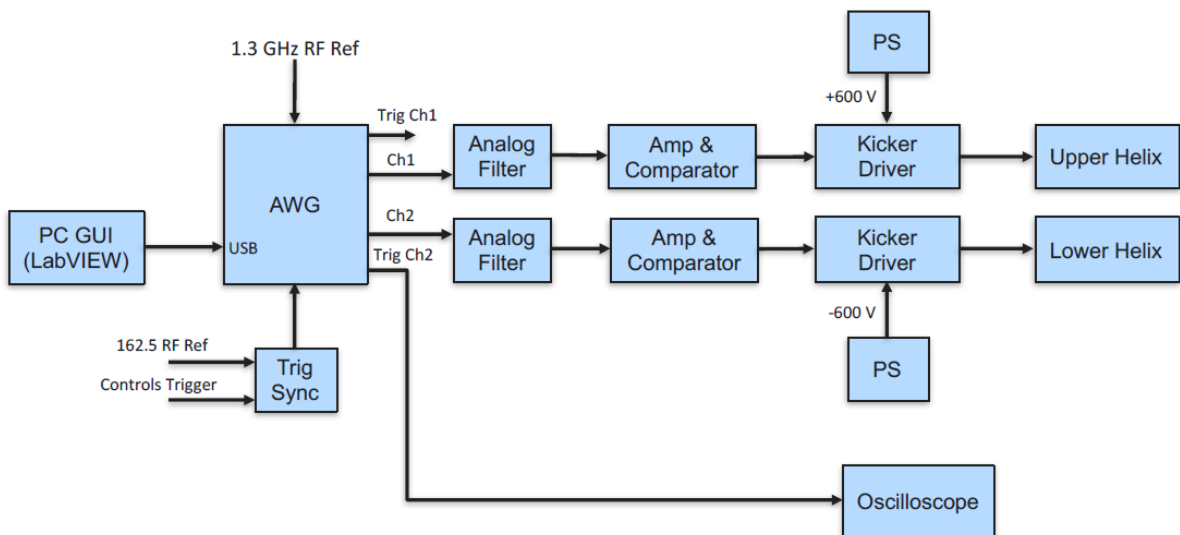 1.3 GHz RF Ref
PS
+600 V
Trig Ch1
Ch1
Analog
Filter
Amp &
Comparator
Kicker
Driver
Upper Helix
AWG
USB
PC GUI
(LabVIEW)
Ch2
Trig Ch2
Analog
Filter
Amp &
Comparator
Kicker
Driver
Lower Helix
-600 V
PS
162.5 RF Ref
Controls Trigger
Trig
Sync
Oscilloscope